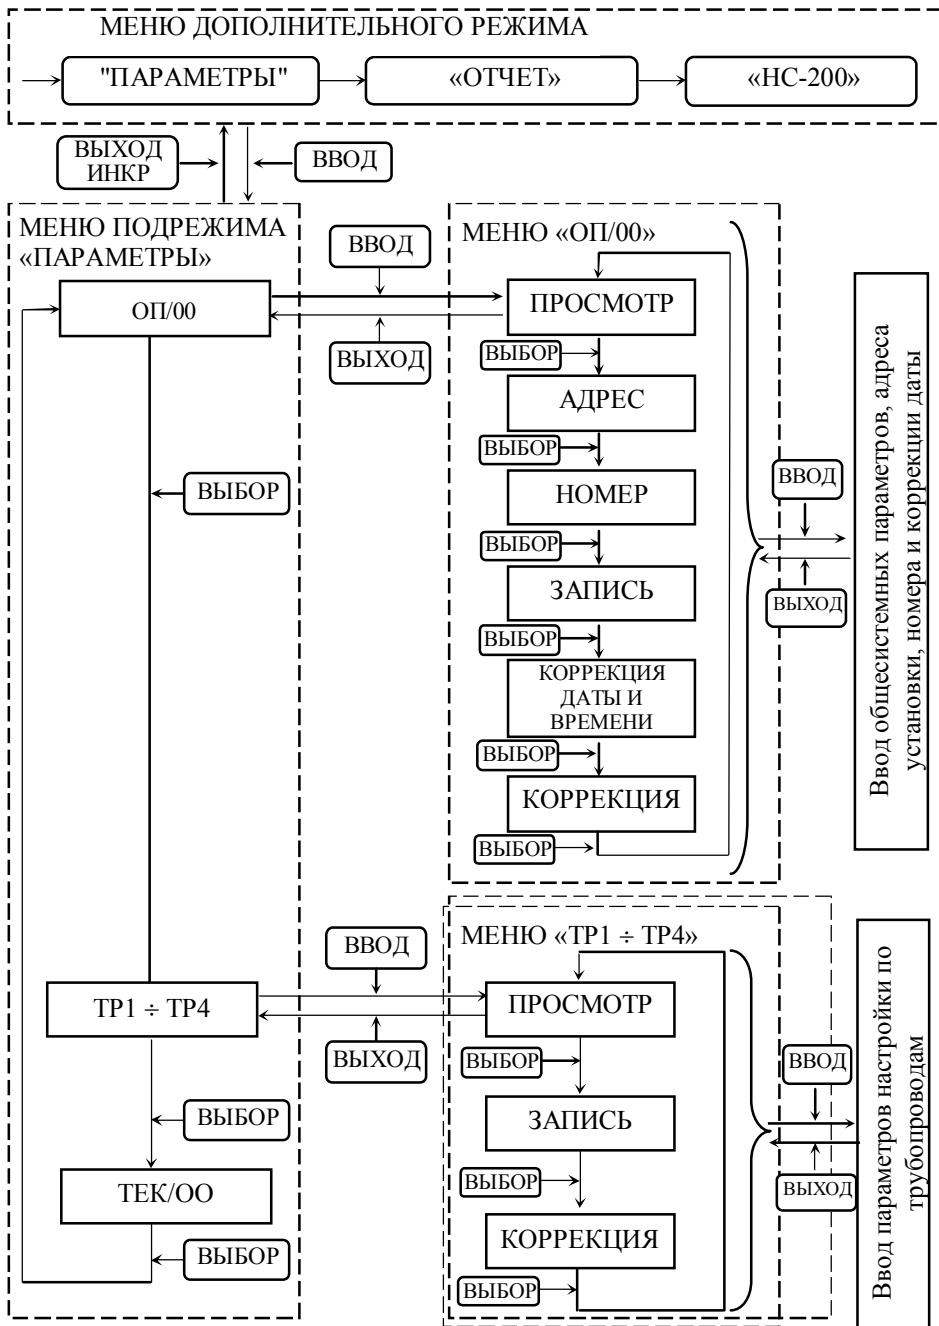 МЕНЮ ДОПОЛНИТЕЛЬНОГО РЕЖИМА
"ПАРАМЕТРЫ"
«ОТЧЕТ»
«НС-200»
ВЫХОД
ИНКР
ВВОД
МЕНЮ ПОДРЕЖИМА
«ПАРАМЕТРЫ»
ОП/00
ВЫБОР
ТР1 ÷ ТР4
ВЫБОР
ТЕК/ОО
ВЫБОР
ВВОД
ВЫХОД
МЕНЮ «ОП/00»
ПРОСМОТР
ВЫБОР
АДРЕС
ВЫБОР
НОМЕР
ВЫБОР
ЗАПИСЬ
ВЫБОР
КОРРЕКЦИЯ
ДАТЫ И
ВРЕМЕНИ
ВЫБОР
КОРРЕКЦИЯ
ВЫБОР
ВВОД
ВЫХОД
Ввод общесистемных параметров, адреса
установки, номера и коррекции даты
ВВОД
ВЫХОД
МЕНЮ «ТР1 ÷ ТР4»
ПРОСМОТР
ВЫБОР
ЗАПИСЬ
ВЫБОР
КОРРЕКЦИЯ
ВЫБОР
ВВОД
ВЫХОД
Ввод параметров настройки по
трубопроводам